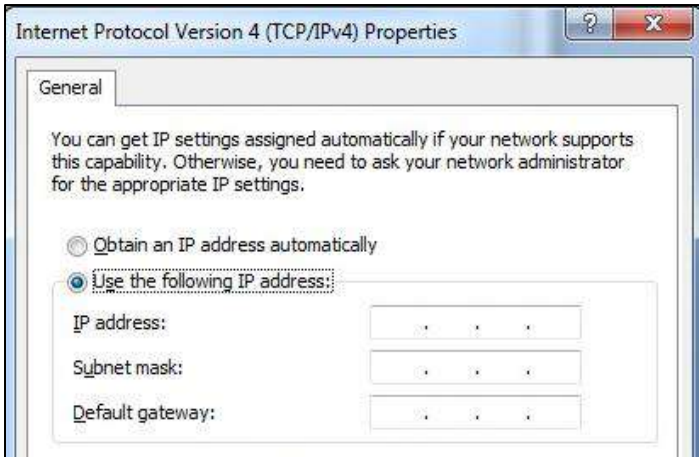 Internet Protocol Version 4 (TCP/IPv4) Properties
General
You can get IP settings assigned automatically if your network supports
this capability. Otherwise, you need to ask your network administrator
for the appropriate IP settings.
Obtain an IP address automatically
Use the following IP address:
IP address:
Subnet mask:
Default gateway: